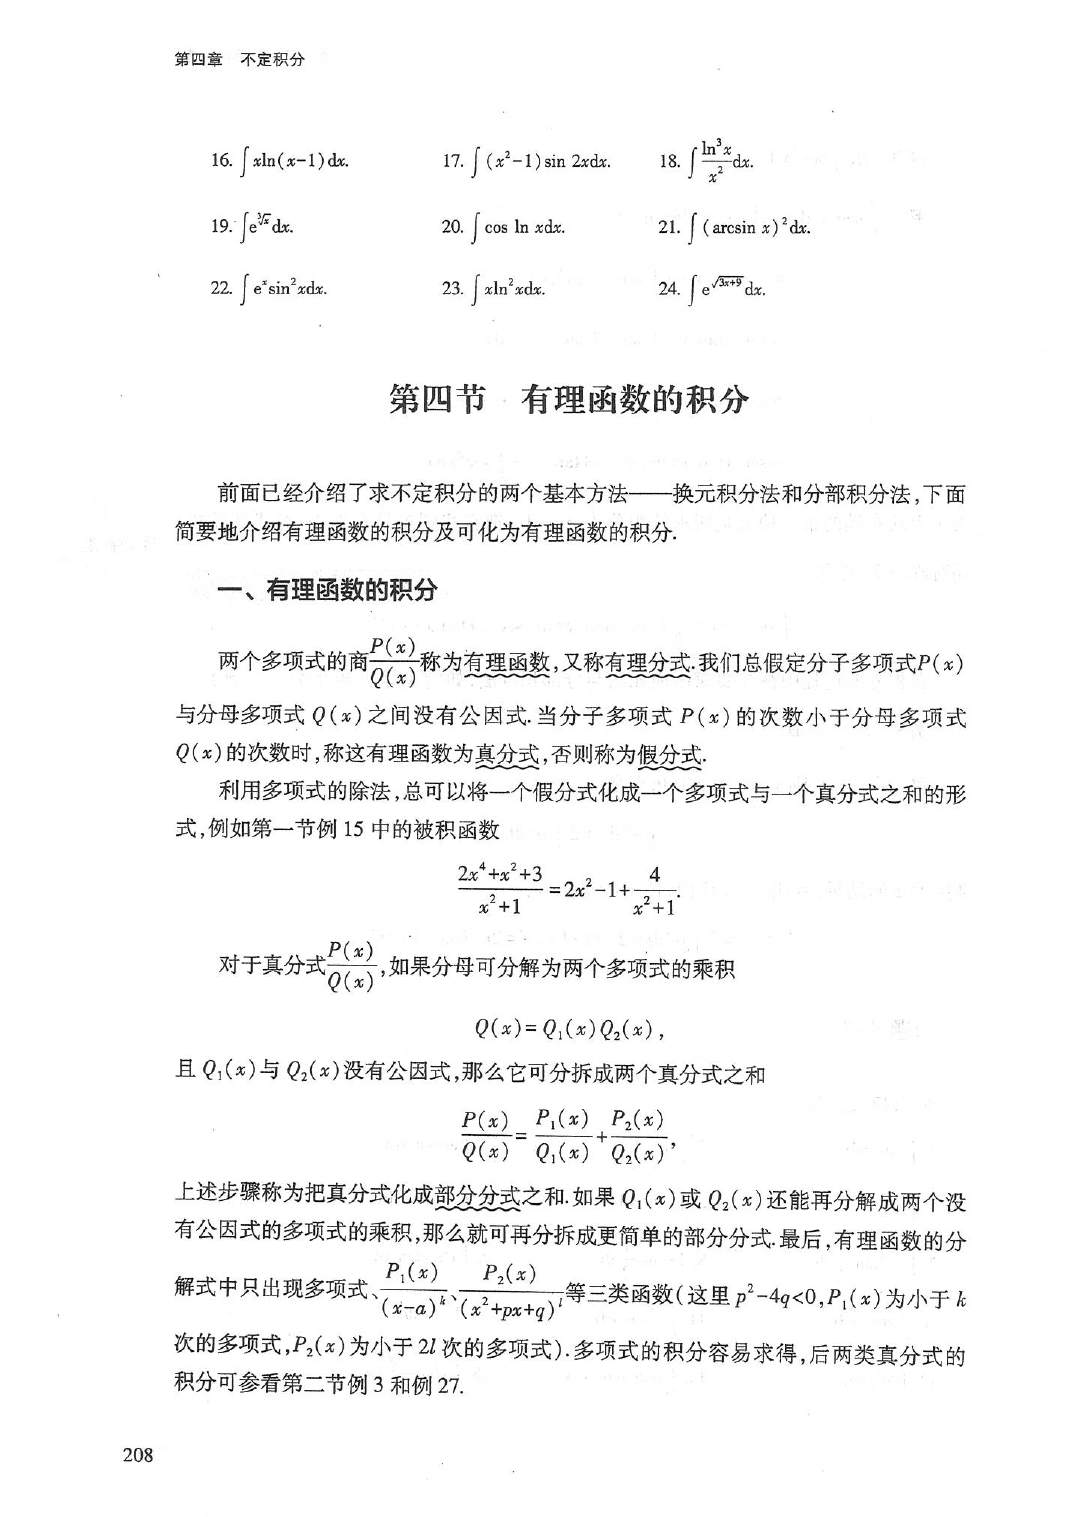 第四章 不定积分
16. ∫xln(x-1)dx. 17. ∫(x²-1)sin 2xdx. 18. ∫\frac{ln³x}{x²}dx.
19. ∫e^{∛x}dx. 20. ∫cos ln xdx. 21. ∫(arcsin x)²dx.
22. ∫eˣsin²xdx. 23. ∫xln²xdx. 24. ∫e^{√(3x+9)}dx.
第四节 有理函数的积分
前面已经介绍了求不定积分的两个基本方法——换元积分法和分部积分法,下面
简要地介绍有理函数的积分及可化为有理函数的积分.
一、有理函数的积分
两个多项式的商\frac{P(x)}{Q(x)}称为有理函数,又称有理分式.我们总假定分子多项式P(x)
与分母多项式 Q(x)之间没有公因式.当分子多项式 P(x)的次数小于分母多项式
Q(x)的次数时,称这有理函数为真分式,否则称为假分式.
利用多项式的除法,总可以将一个假分式化成一个多项式与一个真分式之和的形
式,例如第一节例 15 中的被积函数
\frac{2x⁴+x²+3}{x²+1}=2x²-1+\frac{4}{x²+1}.
对于真分式\frac{P(x)}{Q(x)},如果分母可分解为两个多项式的乘积
Q(x)=Q₁(x)Q₂(x),
且 Q₁(x)与 Q₂(x)没有公因式,那么它可分拆成两个真分式之和
\frac{P(x)}{Q(x)}=\frac{P₁(x)}{Q₁(x)}+\frac{P₂(x)}{Q₂(x)},
上述步骤称为把真分式化成部分分式之和.如果 Q₁(x)或 Q₂(x)还能再分解成两个没
有公因式的多项式的乘积,那么就可再分拆成更简单的部分分式.最后,有理函数的分
解式中只出现多项式、\frac{P₁(x)}{(x-a)^k}、\frac{P₂(x)}{(x²+px+q)^l}等三类函数(这里 p²-4q<0,P₁(x)为小于 k
次的多项式,P₂(x)为小于 2l 次的多项式).多项式的积分容易求得,后两类真分式的
积分可参看第二节例 3 和例 27.
208